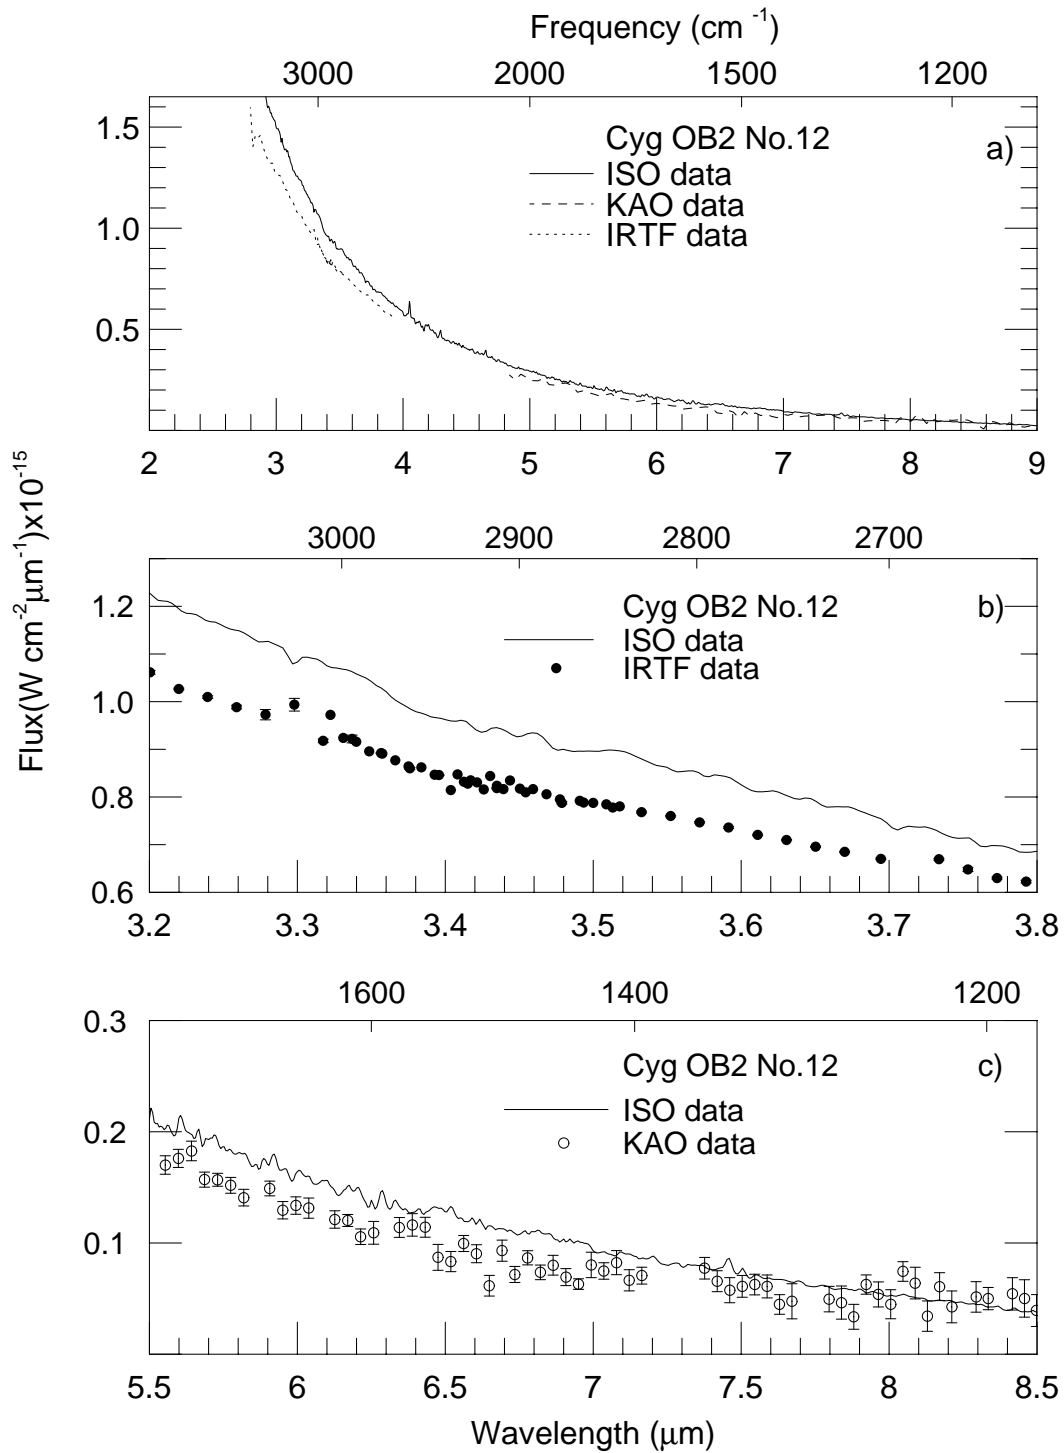 Frequency (cm -1)
3000 2000 1500 1200
Cyg OB2 No.12 a)
ISO data
KAO data
IRTF data
1.5
1.0
0.5
2 3 4 5 6 7 8 9
Flux(W cm-2μm-1)x10-15
3000 2900 2800 2700
Cyg OB2 No.12 b)
ISO data
IRTF data
1.2
1.0
0.8
0.6
3.2 3.3 3.4 3.5 3.6 3.7 3.8
1600 1400 1200
Cyg OB2 No.12 c)
ISO data
KAO data
0.3
0.2
0.1
5.5 6 6.5 7 7.5 8 8.5
Wavelength (μm)